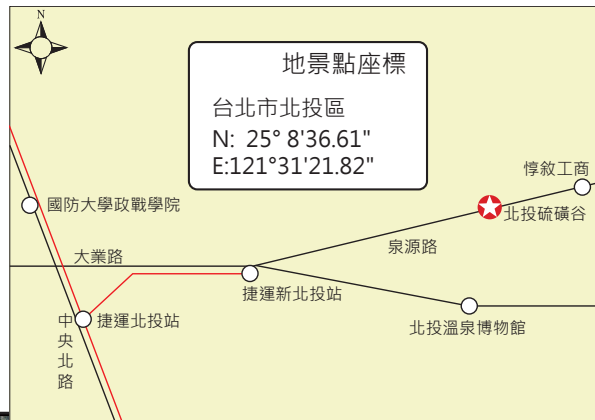 N
地景點座標
台北市北投區
N: 25° 8'36.61"
E:121°31'21.82"
惇敘工商
國防大學政戰學院
北投硫磺谷
泉源路
大業路
捷運新北投站
捷運北投站
北投溫泉博物館
中央北路